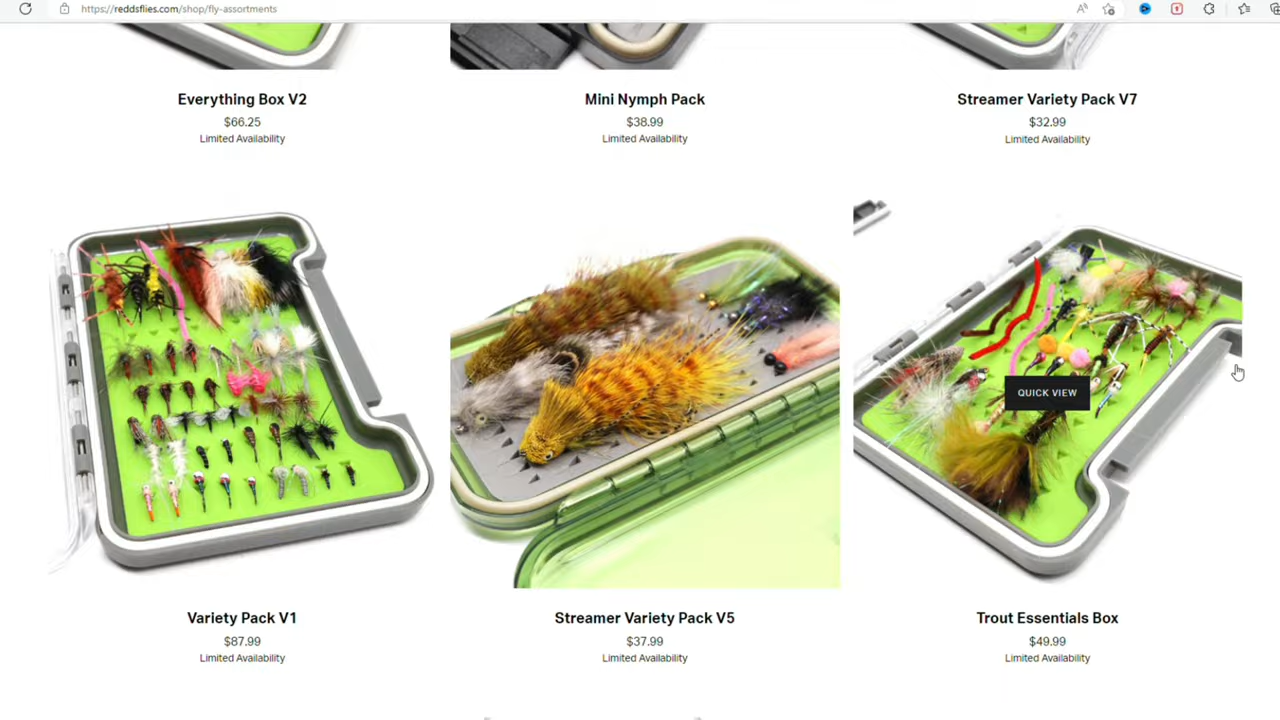 https://reddsflies.com/shop/fly-assortments
Everything Box V2
$66.25
Limited Availability
Mini Nymph Pack
$38.99
Limited Availability
Streamer Variety Pack V7
$32.99
Limited Availability
QUICK VIEW
Variety Pack V1
$87.99
Limited Availability
Streamer Variety Pack V5
$37.99
Limited Availability
Trout Essentials Box
$49.99
Limited Availability